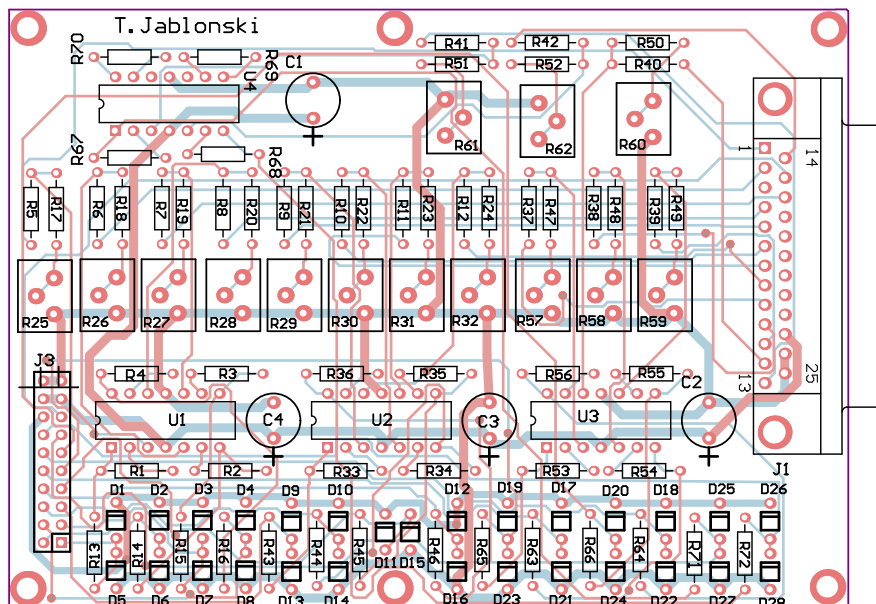 T.Jablonski
R70 R69 C1 R41 R42 R50
R51 R52 R40
U4
R67 R68 R61 R62 R60 1 14
R5 R17 R6 R18 R7 R19 R8 R20 R9 R21 R10 R22 R11 R23 R12 R24 R37 R47 R38 R48 R39 R49
R25 R26 R27 R28 R29 R30 R31 R32 R57 R58 R59
J3 R4 R3 R36 R35 R56 R55 C2 13 25
U1 C4 U2 C3 U3
R1 R2 R33 R34 R53 R54 J1
D1 D2 D3 D4 D9 D10 D12 D19 D17 D20 D18 D25 D26
R13 R14 R15 R16 R43 R44 R45 R46 R65 R63 R66 R64 R71 R72
D11 D15
D5 D6 D7 D8 D13 D14 D16 D23 D21 D24 D22 D27 D28